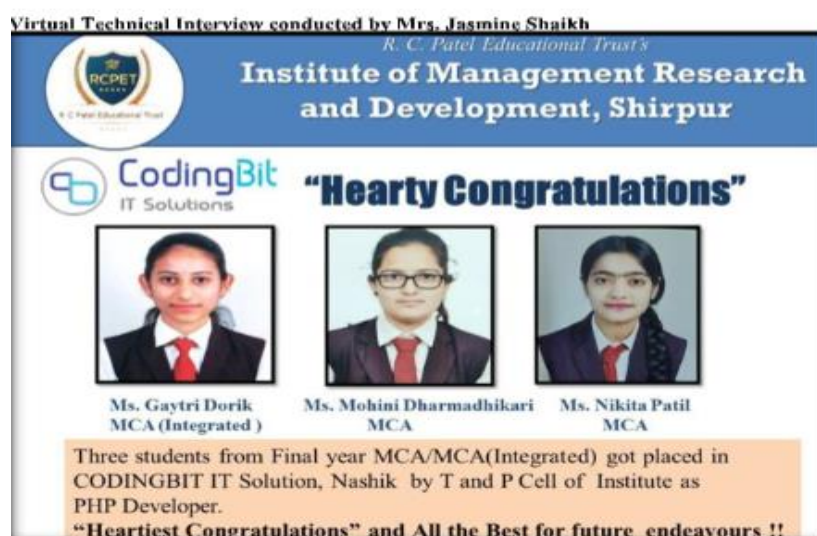 Virtual Technical Interview conducted by Mrs. Jasmine Shaikh
R. C. Patel Educational Trust's
Institute of Management Research
and Development, Shirpur
RCPET
R C Patel Educational Trust
CodingBit
IT Solutions
“Hearty Congratulations”
Ms. Gaytri Dorik
MCA (Integrated )
Ms. Mohini Dharmadhikari
MCA
Ms. Nikita Patil
MCA
Three students from Final year MCA/MCA(Integrated) got placed in
CODINGBIT IT Solution, Nashik by T and P Cell of Institute as
PHP Developer.
“Heartiest Congratulations” and All the Best for future endeavours !!